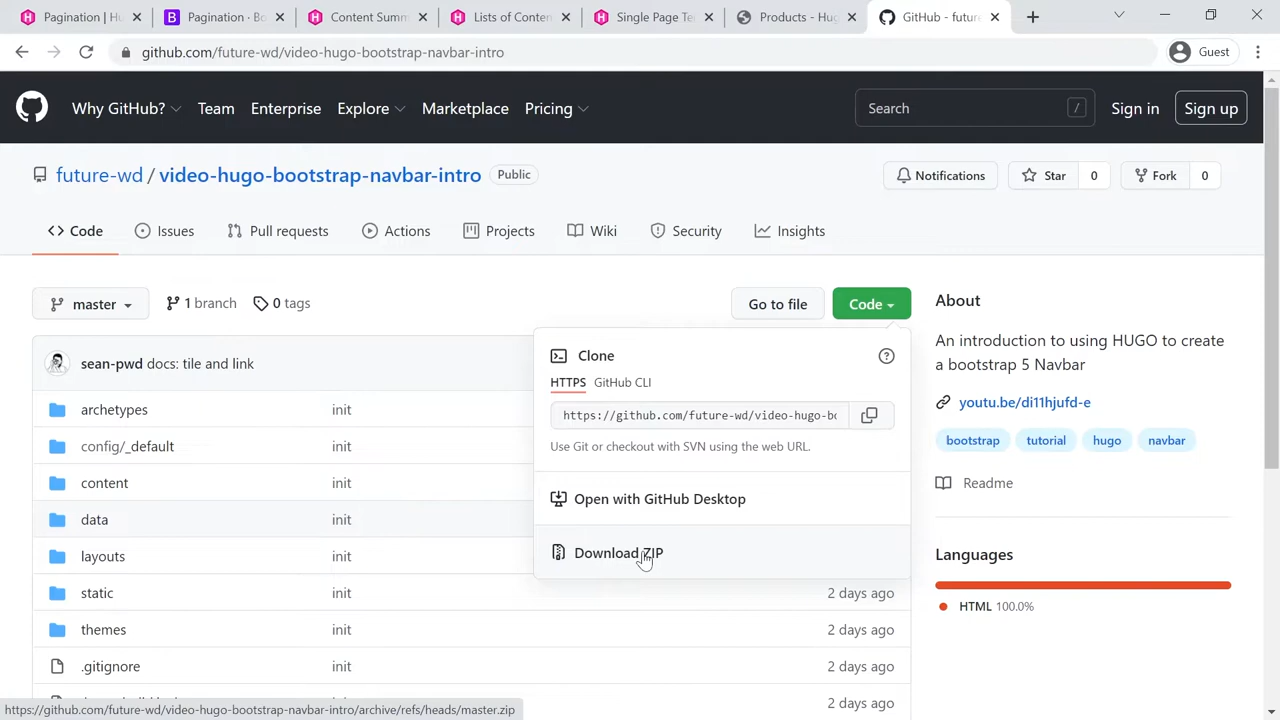 Pagination | H
Pagination · Bo
Content Summ
Lists of Conten
Single Page Te
Products - Hug
GitHub - futur
github.com/future-wd/video-hugo-bootstrap-navbar-intro
Guest
Why GitHub?
Team
Enterprise
Explore
Marketplace
Pricing
Search
/
Sign in
Sign up
future-wd / video-hugo-bootstrap-navbar-intro
Public
Notifications
Star
0
Fork
0
<> Code
Issues
Pull requests
Actions
Projects
Wiki
Security
Insights
master
1 branch
0 tags
Go to file
Code
About
An introduction to using HUGO to create
a bootstrap 5 Navbar
youtu.be/di11hjufd-e
bootstrap
tutorial
hugo
navbar
Readme
Languages
HTML 100.0%
Clone
HTTPS
GitHub CLI
https://github.com/future-wd/video-hugo-bo
Use Git or checkout with SVN using the web URL.
Open with GitHub Desktop
Download ZIP
sean-pwd docs: tile and link
archetypes
init
config/_default
init
content
init
data
init
layouts
init
static
init
2 days ago
themes
init
2 days ago
.gitignore
init
2 days ago
2 days ago
https://github.com/future-wd/video-hugo-bootstrap-navbar-intro/archive/refs/heads/master.zip